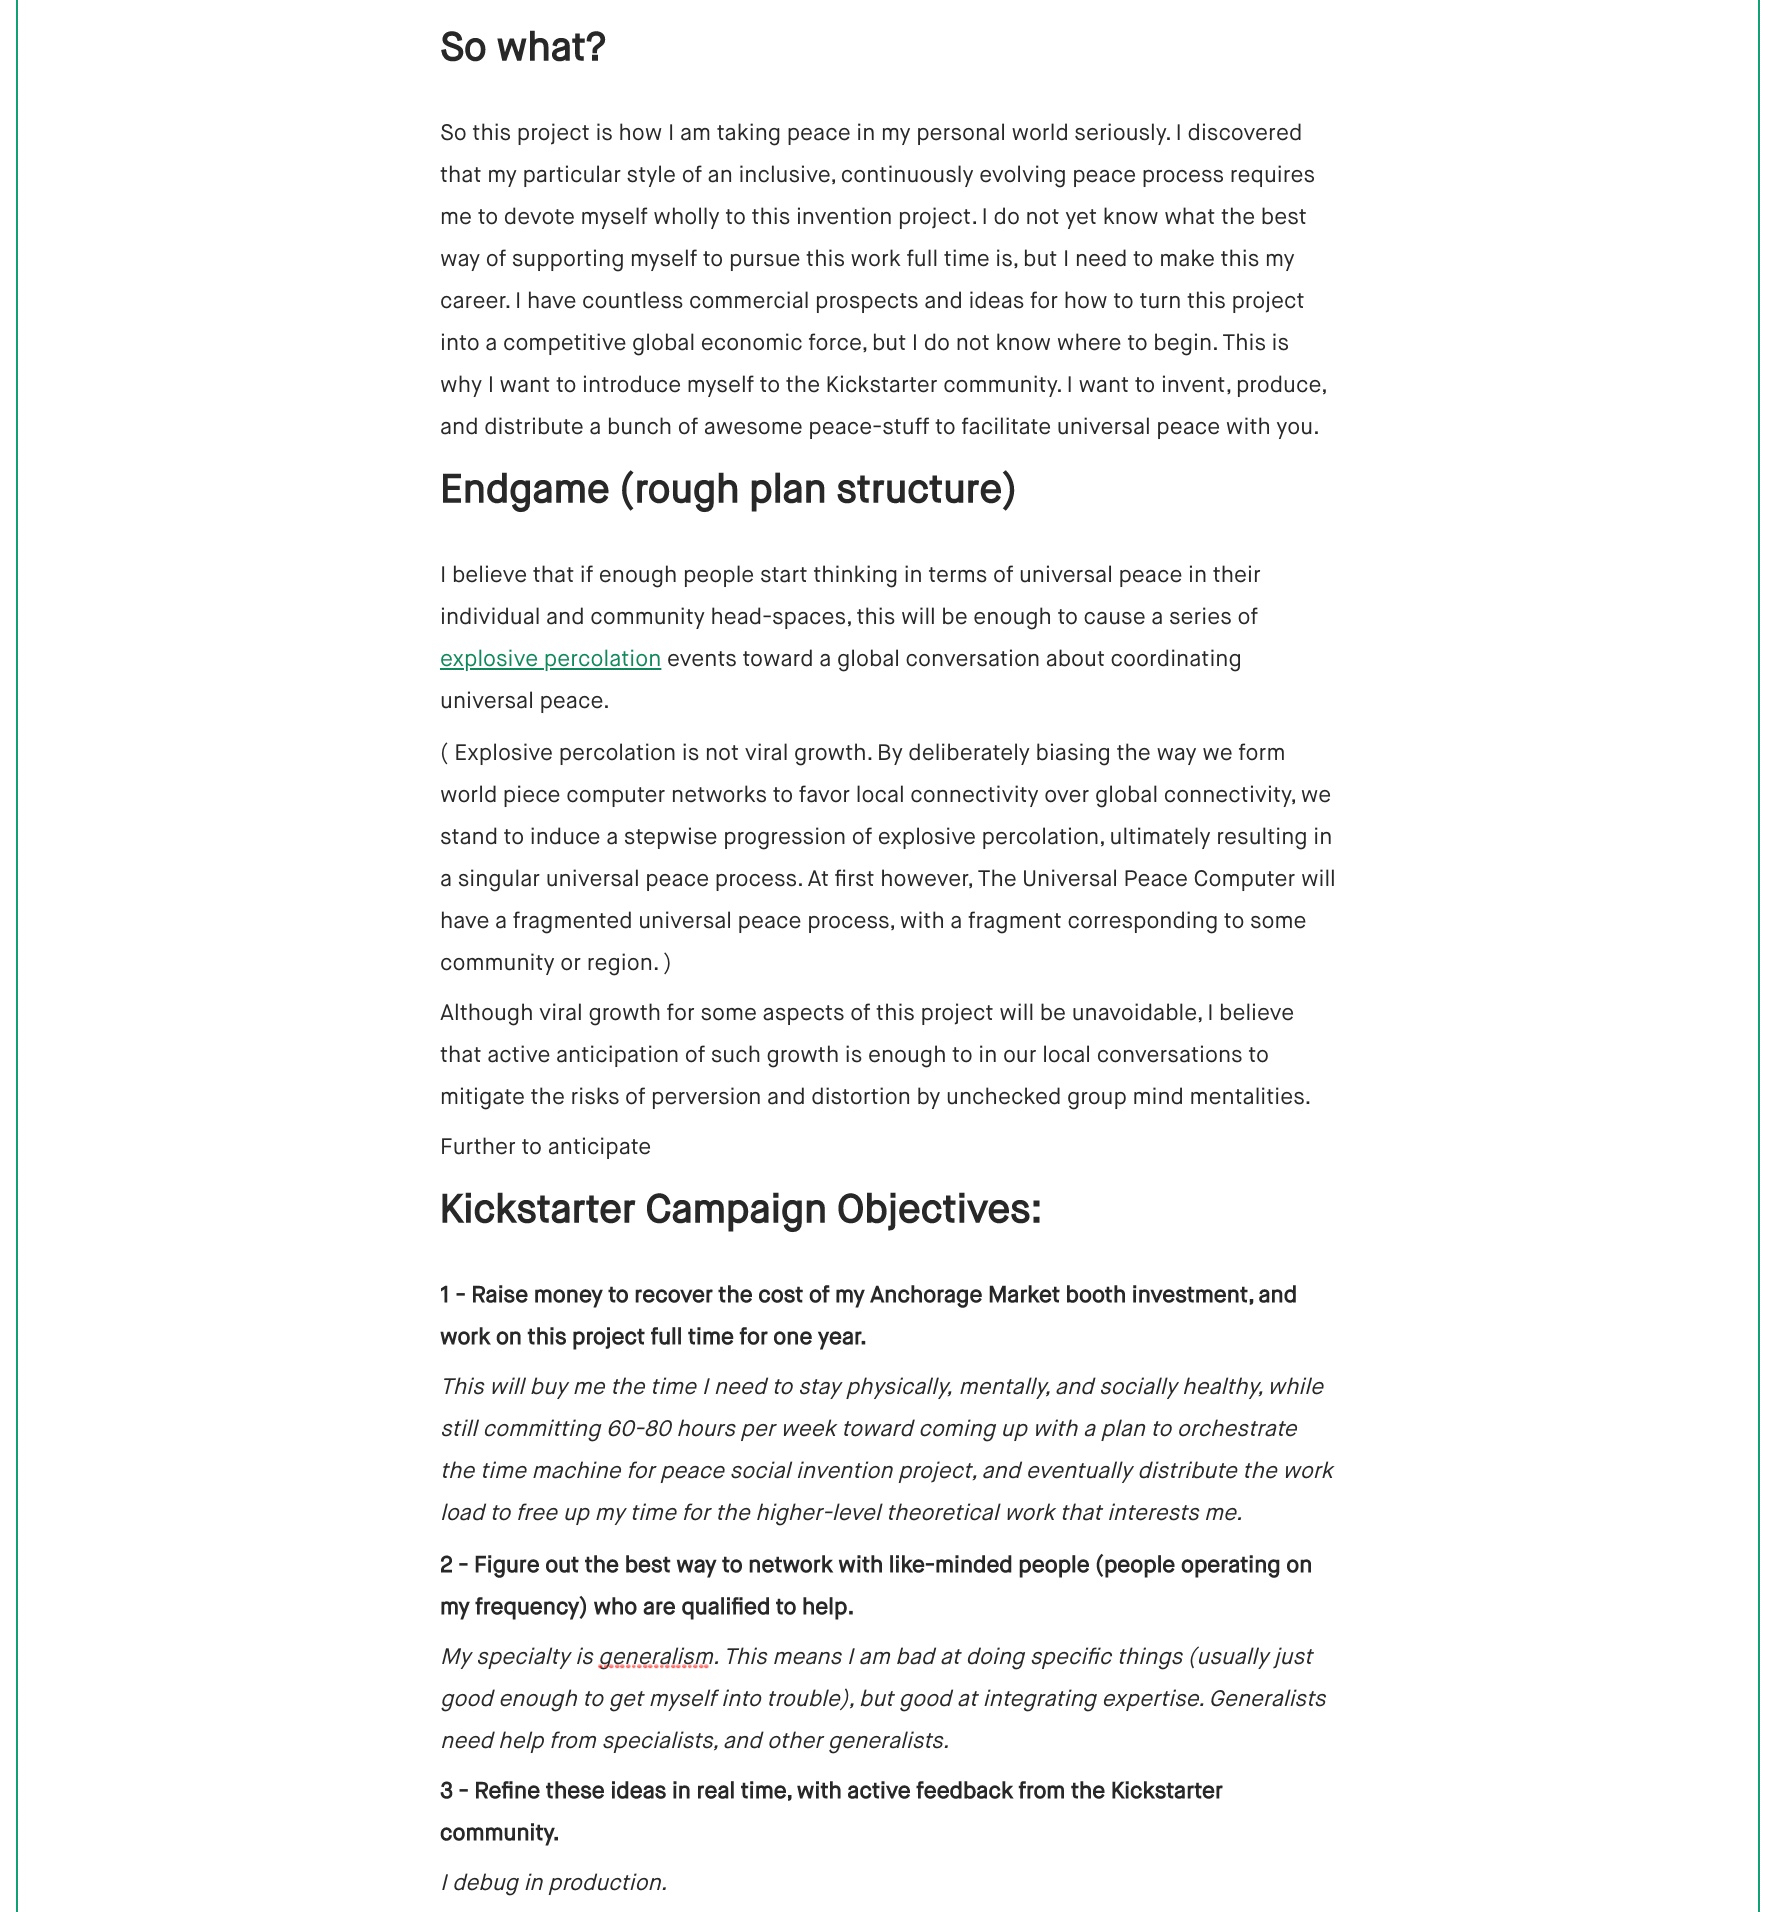 So what?
So this project is how I am taking peace in my personal world seriously. I discovered
that my particular style of an inclusive, continuously evolving peace process requires
me to devote myself wholly to this invention project. I do not yet know what the best
way of supporting myself to pursue this work full time is, but I need to make this my
career. I have countless commercial prospects and ideas for how to turn this project
into a competitive global economic force, but I do not know where to begin. This is
why I want to introduce myself to the Kickstarter community. I want to invent, produce,
and distribute a bunch of awesome peace-stuff to facilitate universal peace with you.
Endgame (rough plan structure)
I believe that if enough people start thinking in terms of universal peace in their
individual and community head-spaces, this will be enough to cause a series of
explosive percolation events toward a global conversation about coordinating
universal peace.
( Explosive percolation is not viral growth. By deliberately biasing the way we form
world piece computer networks to favor local connectivity over global connectivity, we
stand to induce a stepwise progression of explosive percolation, ultimately resulting in
a singular universal peace process. At first however, The Universal Peace Computer will
have a fragmented universal peace process, with a fragment corresponding to some
community or region. )
Although viral growth for some aspects of this project will be unavoidable, I believe
that active anticipation of such growth is enough to in our local conversations to
mitigate the risks of perversion and distortion by unchecked group mind mentalities.
Further to anticipate
Kickstarter Campaign Objectives:
1 - Raise money to recover the cost of my Anchorage Market booth investment, and
work on this project full time for one year.
This will buy me the time I need to stay physically, mentally, and socially healthy, while
still committing 60-80 hours per week toward coming up with a plan to orchestrate
the time machine for peace social invention project, and eventually distribute the work
load to free up my time for the higher-level theoretical work that interests me.
2 - Figure out the best way to network with like-minded people (people operating on
my frequency) who are qualified to help.
My specialty is generalism. This means I am bad at doing specific things (usually just
good enough to get myself into trouble), but good at integrating expertise. Generalists
need help from specialists, and other generalists.
3 - Refine these ideas in real time, with active feedback from the Kickstarter
community.
I debug in production.